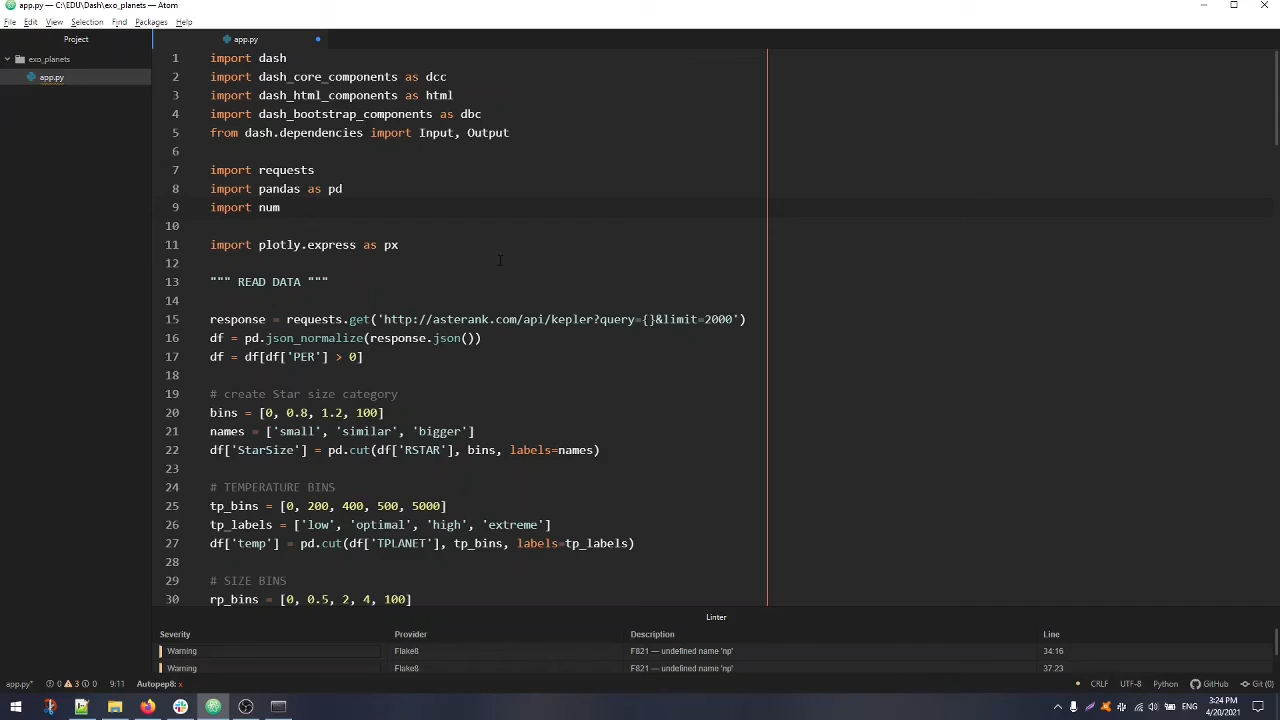 app.py — C:\EDU\Dash\exo_planets — Atom
File Edit View Selection Find Packages Help
Project
app.py
exo_planets
app.py
1 import dash
2 import dash_core_components as dcc
3 import dash_html_components as html
4 import dash_bootstrap_components as dbc
5 from dash.dependencies import Input, Output
6
7 import requests
8 import pandas as pd
9 import num
10
11 import plotly.express as px
12
13 """ READ DATA """
14
15 response = requests.get('http://asterank.com/api/kepler?query={}&limit=2000')
16 df = pd.json_normalize(response.json())
17 df = df[df['PER'] > 0]
18
19 # create Star size category
20 bins = [0, 0.8, 1.2, 100]
21 names = ['small', 'similar', 'bigger']
22 df['StarSize'] = pd.cut(df['RSTAR'], bins, labels=names)
23
24 # TEMPERATURE BINS
25 tp_bins = [0, 200, 400, 500, 5000]
26 tp_labels = ['low', 'optimal', 'high', 'extreme']
27 df['temp'] = pd.cut(df['TPLANET'], tp_bins, labels=tp_labels)
28
29 # SIZE BINS
30 rp_bins = [0, 0.5, 2, 4, 100]
Linter
Severity Provider Description Line
Warning Flake8 F821 — undefined name 'np' 34:16
Warning Flake8 F821 — undefined name 'np' 37:23
app.py* 0 3 0 9:11 Autopep8: x CRLF UTF-8 Python GitHub Git (0)
ENG 3:24 PM
4/20/2021